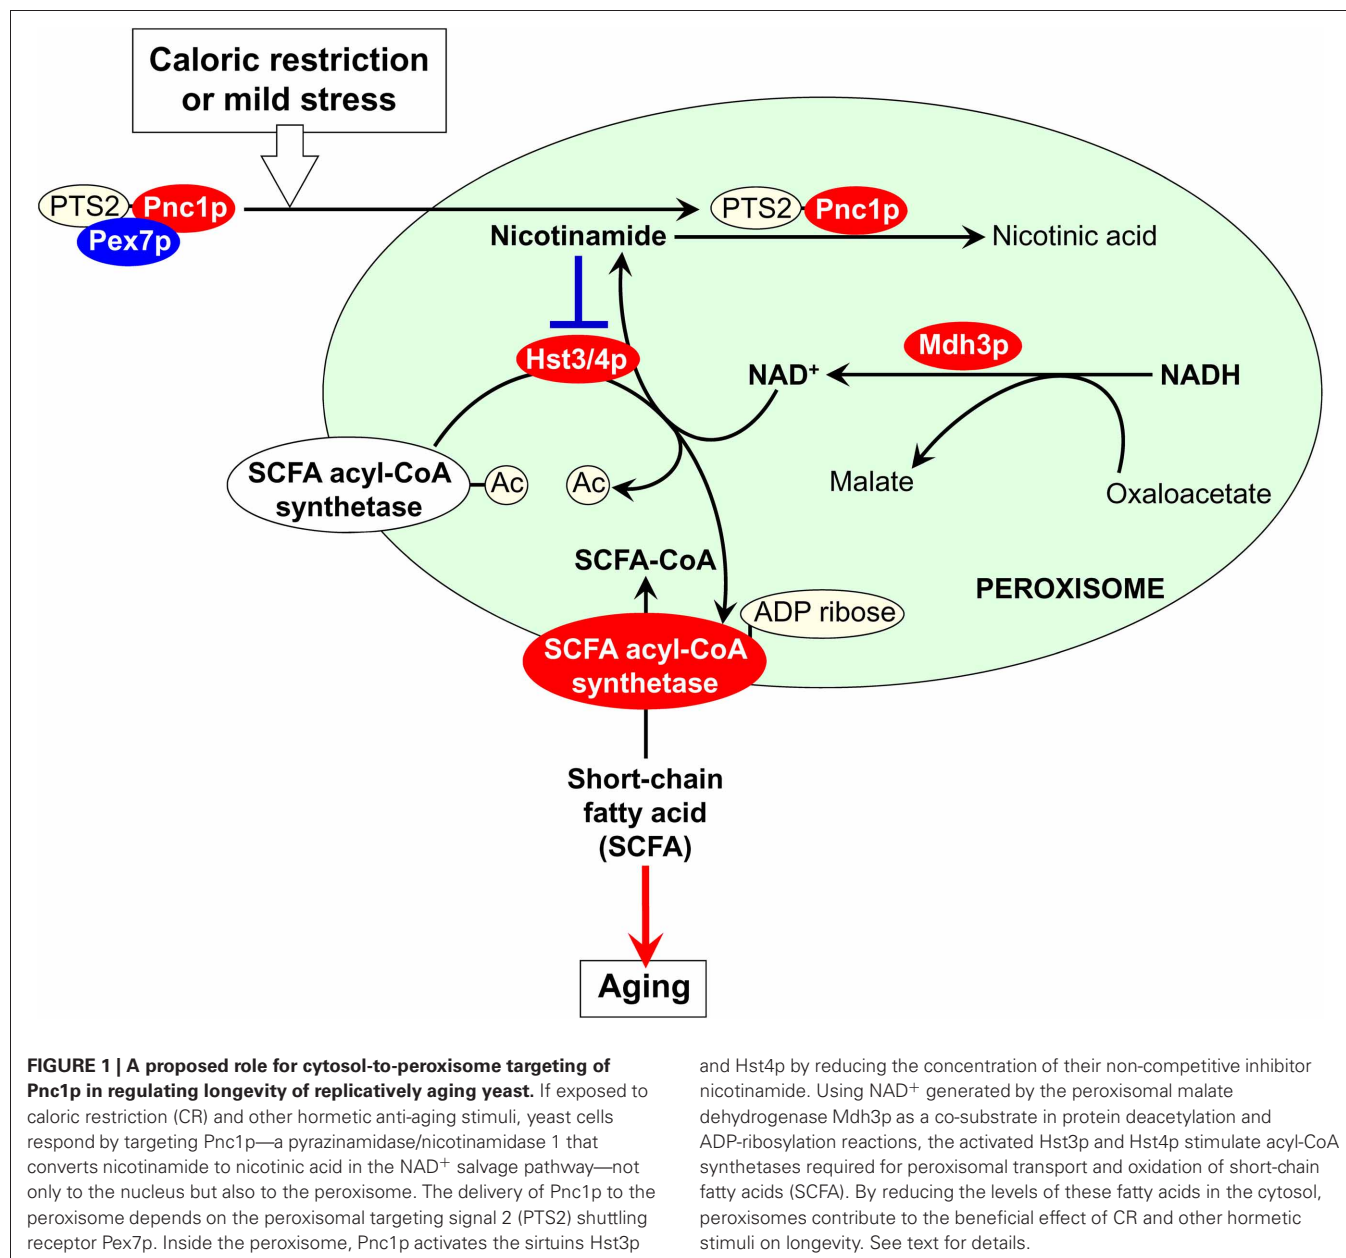 Caloric restriction
or mild stress
PTS2 Pnc1p
Pex7p
PTS2 Pnc1p
Nicotinamide
Nicotinic acid
Hst3/4p
Mdh3p
NAD⁺
NADH
SCFA acyl-CoA
synthetase
Ac
Ac
Malate
Oxaloacetate
SCFA-CoA
PEROXISOME
ADP ribose
SCFA acyl-CoA
synthetase
Short-chain
fatty acid
(SCFA)
Aging
FIGURE 1 | A proposed role for cytosol-to-peroxisome targeting of
Pnc1p in regulating longevity of replicatively aging yeast. If exposed to
caloric restriction (CR) and other hormetic anti-aging stimuli, yeast cells
respond by targeting Pnc1p—a pyrazinamidase/nicotinamidase 1 that
converts nicotinamide to nicotinic acid in the NAD⁺ salvage pathway—not
only to the nucleus but also to the peroxisome. The delivery of Pnc1p to the
peroxisome depends on the peroxisomal targeting signal 2 (PTS2) shuttling
receptor Pex7p. Inside the peroxisome, Pnc1p activates the sirtuins Hst3p
and Hst4p by reducing the concentration of their non-competitive inhibitor
nicotinamide. Using NAD⁺ generated by the peroxisomal malate
dehydrogenase Mdh3p as a co-substrate in protein deacetylation and
ADP-ribosylation reactions, the activated Hst3p and Hst4p stimulate acyl-CoA
synthetases required for peroxisomal transport and oxidation of short-chain
fatty acids (SCFA). By reducing the levels of these fatty acids in the cytosol,
peroxisomes contribute to the beneficial effect of CR and other hormetic
stimuli on longevity. See text for details.